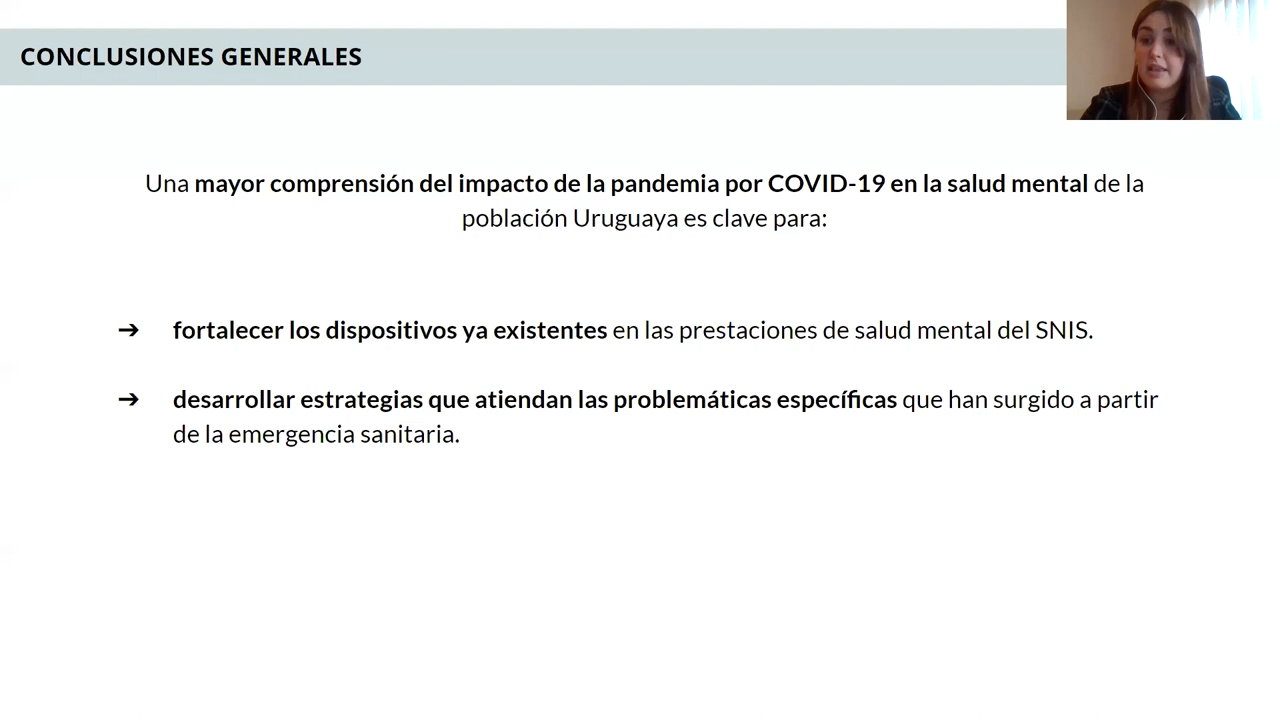 CONCLUSIONES GENERALES
Una mayor comprensión del impacto de la pandemia por COVID-19 en la salud mental de la
población Uruguaya es clave para:
➔ fortalecer los dispositivos ya existentes en las prestaciones de salud mental del SNIS.
➔ desarrollar estrategias que atiendan las problemáticas específicas que han surgido a partir
de la emergencia sanitaria.